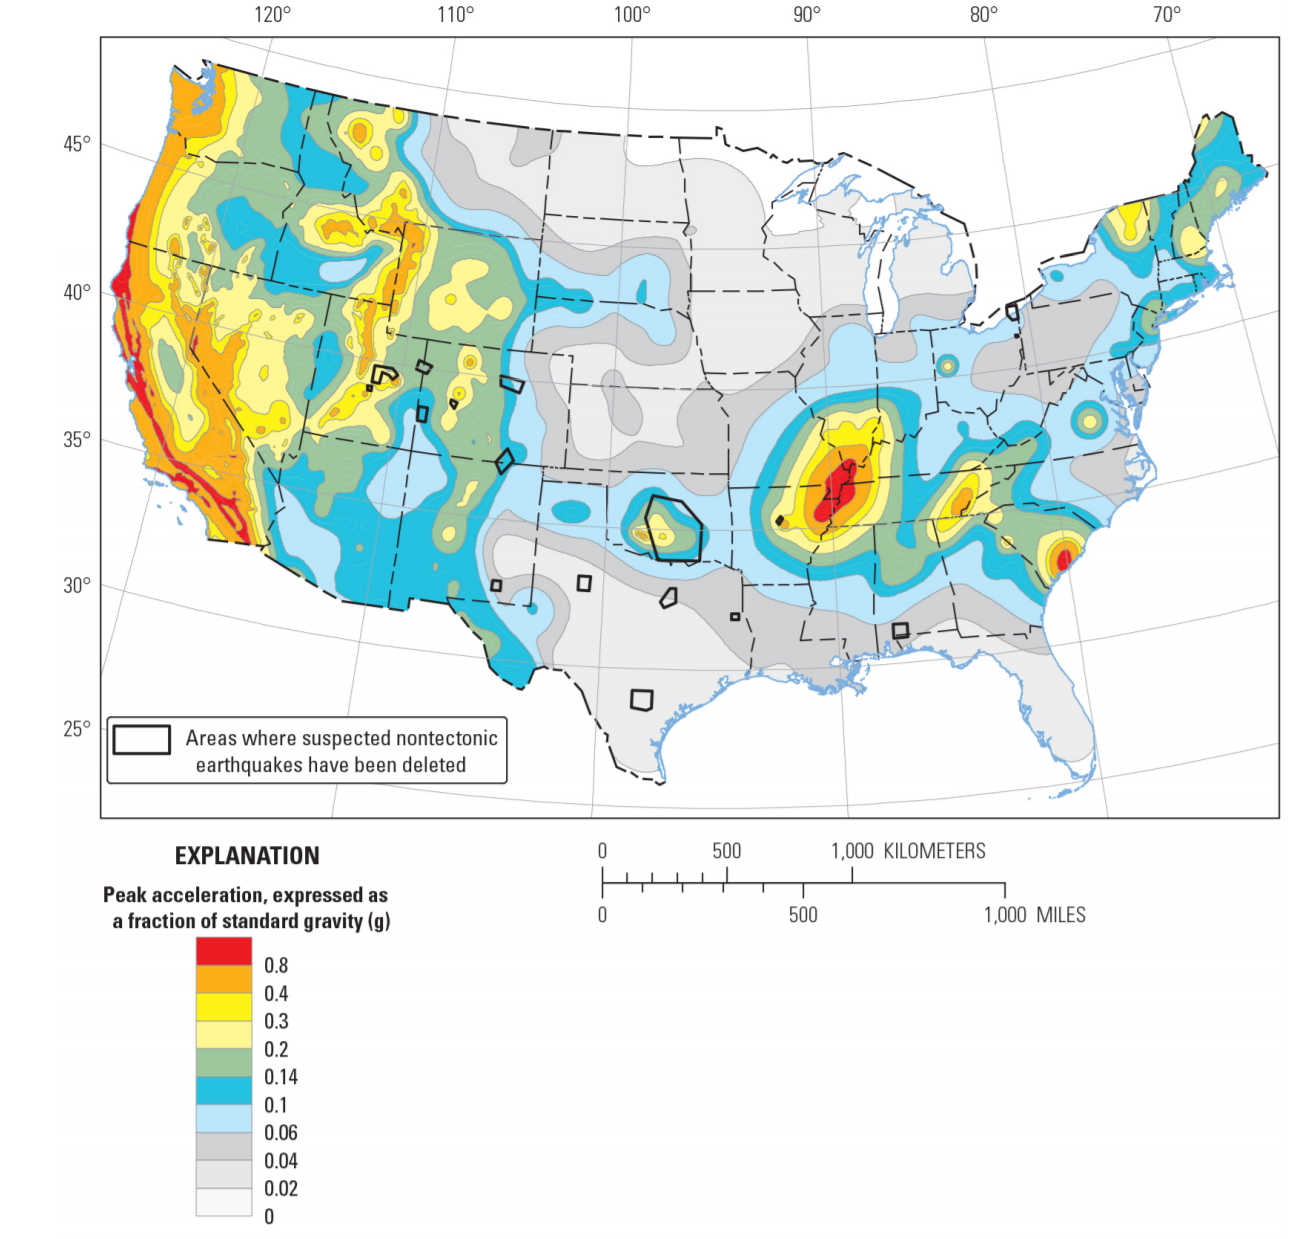 120° 110° 100° 90° 80° 70°
45°
40°
35°
30°
25°
Areas where suspected nontectonic
earthquakes have been deleted
EXPLANATION
Peak acceleration, expressed as
a fraction of standard gravity (g)
0.8
0.4
0.3
0.2
0.14
0.1
0.06
0.04
0.02
0
0 500 1,000 KILOMETERS
0 500 1,000 MILES